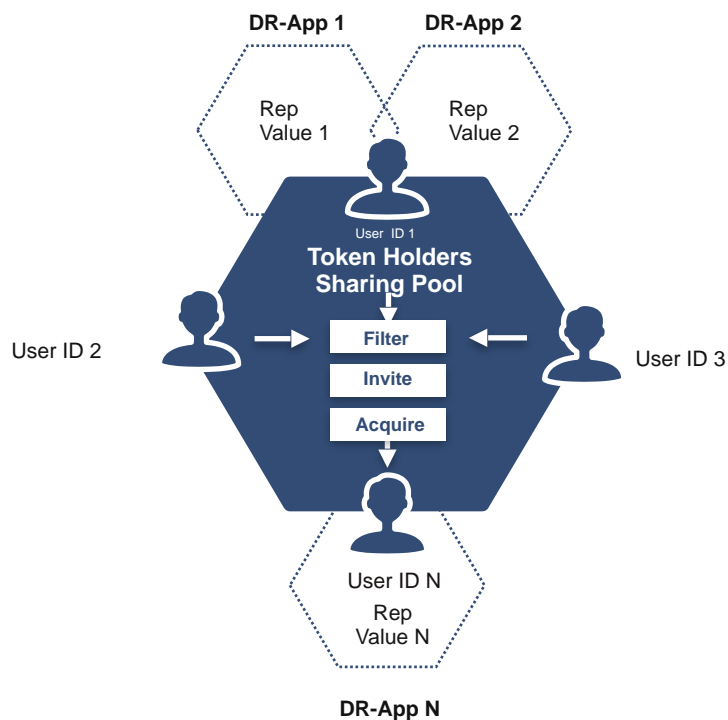 DR-App 1
DR-App 2
Rep
Value 1
Rep
Value 2
User ID 1
Token Holders
Sharing Pool
User ID 2
Filter
User ID 3
Invite
Acquire
User ID N
Rep
Value N
DR-App N